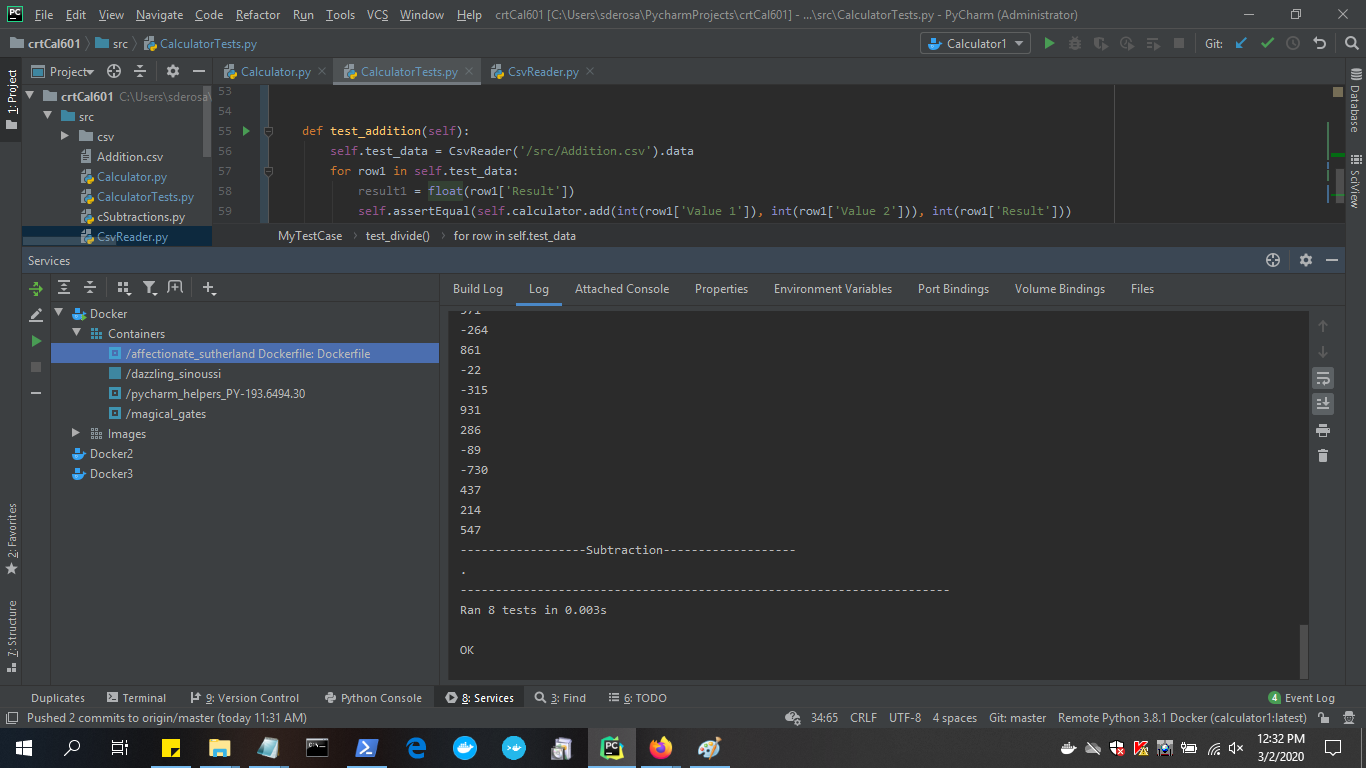 PC File Edit View Navigate Code Refactor Run Tools VCS Window Help crtCal601 [C:\Users\sderosa\PycharmProjects\crtCal601] - ...\src\CalculatorTests.py - PyCharm (Administrator)
crtCal601 src CalculatorTests.py Calculator1 Git:
1: Project
Project Calculator.py CalculatorTests.py CsvReader.py
crtCal601 C:\Users\sderosa\
src
csv
Addition.csv
Calculator.py
CalculatorTests.py
cSubtractions.py
CsvReader.py
53
54
55 def test_addition(self):
56 self.test_data = CsvReader('/src/Addition.csv').data
57 for row1 in self.test_data:
58 result1 = float(row1['Result'])
59 self.assertEqual(self.calculator.add(int(row1['Value 1']), int(row1['Value 2'])), int(row1['Result']))
MyTestCase test_divide() for row in self.test_data
Database
SciView
Services
Build Log Log Attached Console Properties Environment Variables Port Bindings Volume Bindings Files
Docker
Containers
/affectionate_sutherland Dockerfile: Dockerfile
/dazzling_sinoussi
/pycharm_helpers_PY-193.6494.30
/magical_gates
Images
Docker2
Docker3
-264
861
-22
-315
931
286
-89
-730
437
214
547
------------------Subtraction-------------------
.
----------------------------------------------------------------------
Ran 8 tests in 0.003s
OK
2: Favorites
7: Structure
Duplicates Terminal 9: Version Control Python Console 8: Services 3: Find 6: TODO 4 Event Log
Pushed 2 commits to origin/master (today 11:31 AM) 34:65 CRLF UTF-8 4 spaces Git: master Remote Python 3.8.1 Docker (calculator1:latest)
12:32 PM
3/2/2020